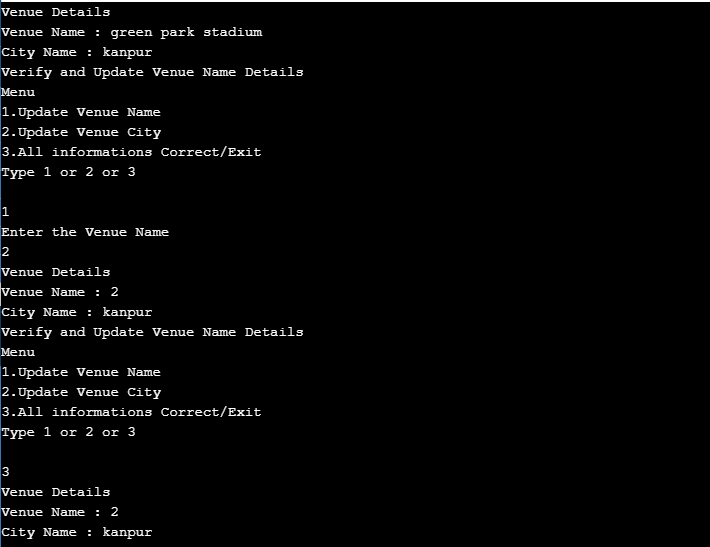 Venue Details
Venue Name : green park stadium
City Name : kanpur
Verify and Update Venue Name Details
Menu
1.Update Venue Name
2.Update Venue City
3.All informations Correct/Exit
Type 1 or 2 or 3
1
Enter the Venue Name
2
Venue Details
Venue Name : 2
City Name : kanpur
Verify and Update Venue Name Details
Menu
1.Update Venue Name
2.Update Venue City
3.All informations Correct/Exit
Type 1 or 2 or 3
3
Venue Details
Venue Name : 2
City Name : kanpur